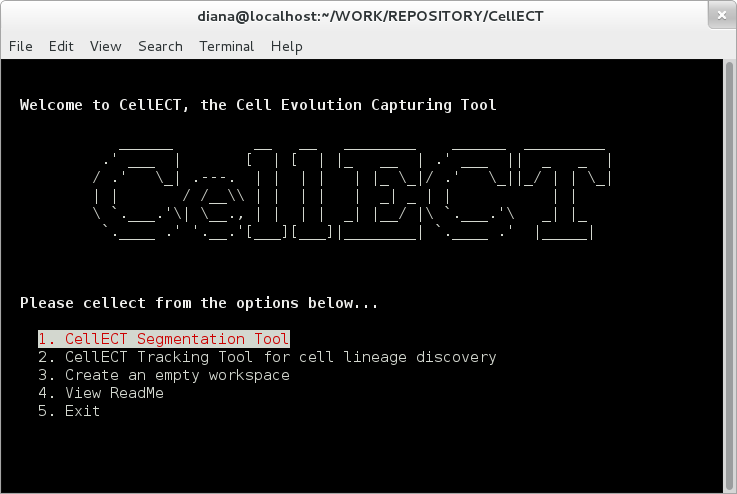 diana@localhost:~/WORK/REPOSITORY/CellECT
File Edit View Search Terminal Help
Welcome to CellECT, the Cell Evolution Capturing Tool
CellECT
Please cellect from the options below...
1. CellECT Segmentation Tool
2. CellECT Tracking Tool for cell lineage discovery
3. Create an empty workspace
4. View ReadMe
5. Exit